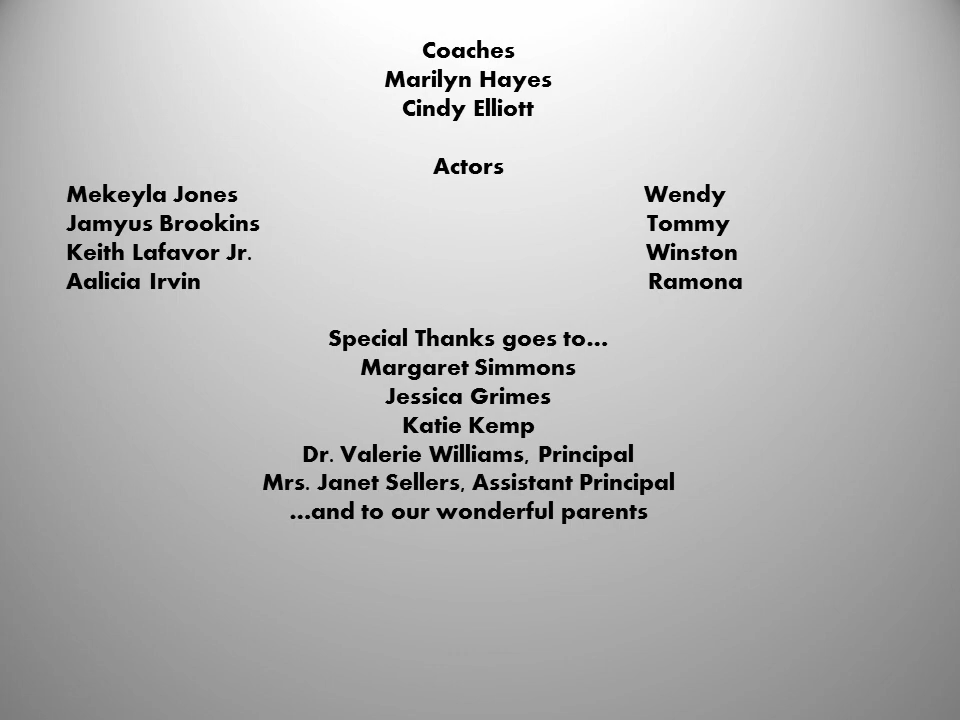 Coaches
Marilyn Hayes
Cindy Elliott
Actors
Mekeyla Jones Wendy
Jamyus Brookins Tommy
Keith Lafavor Jr. Winston
Aalicia Irvin Ramona
Special Thanks goes to...
Margaret Simmons
Jessica Grimes
Katie Kemp
Dr. Valerie Williams, Principal
Mrs. Janet Sellers, Assistant Principal
...and to our wonderful parents